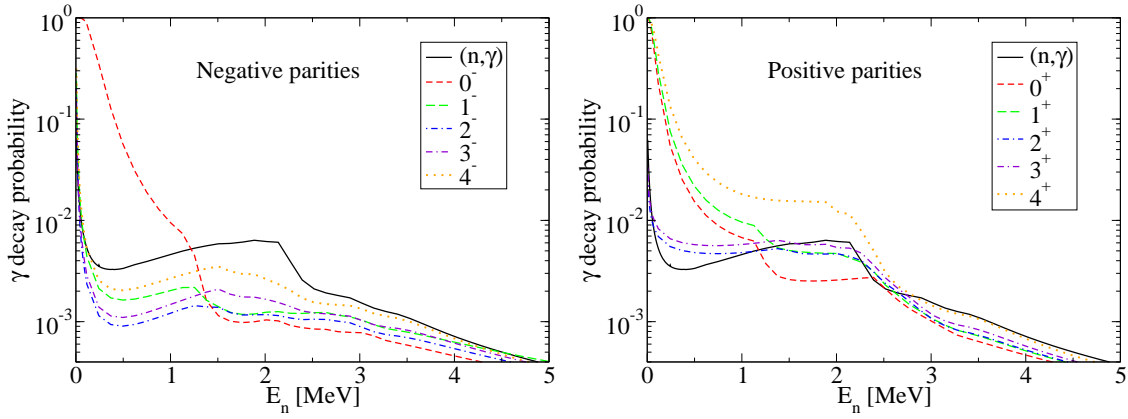 γ decay probability
10^0
10^-1
10^-2
10^-3
Negative parities
(n,γ)
0^-
1^-
2^-
3^-
4^-
0 1 2 3 4 5
E_n [MeV]
γ decay probability
10^0
10^-1
10^-2
10^-3
Positive parities
(n,γ)
0^+
1^+
2^+
3^+
4^+
0 1 2 3 4 5
E_n [MeV]